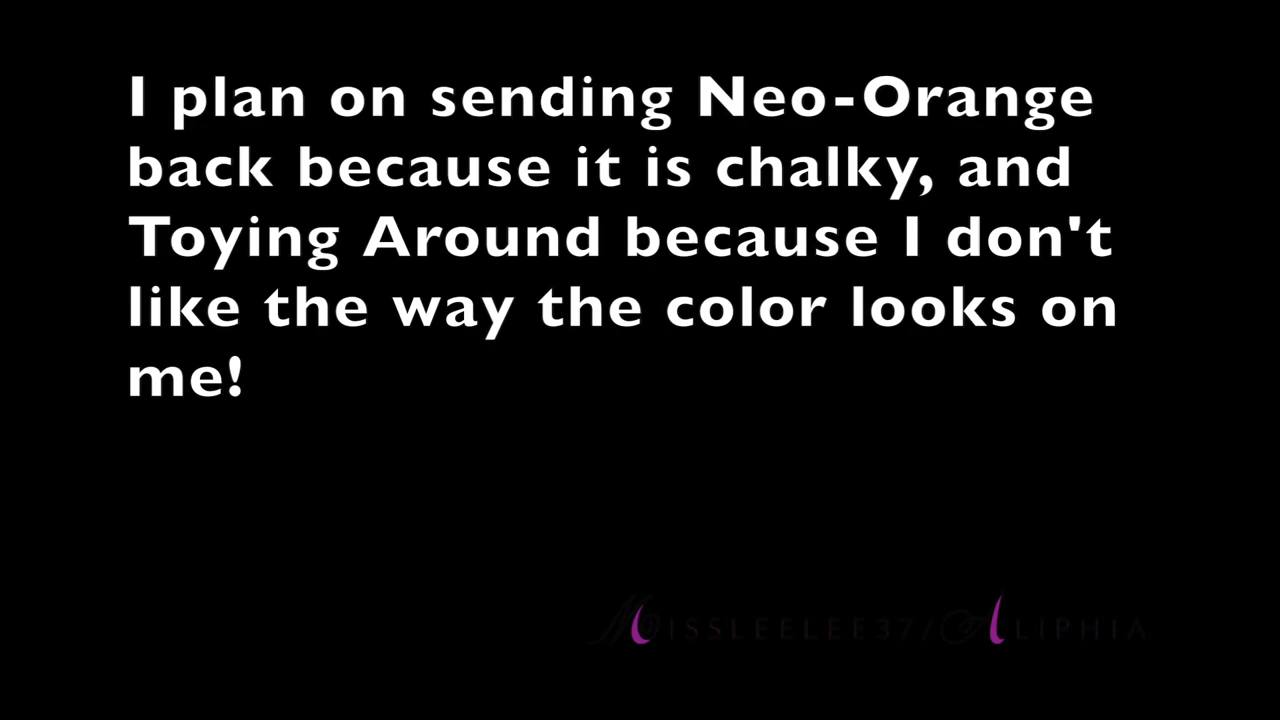 I plan on sending Neo-Orange
back because it is chalky, and
Toying Around because I don't
like the way the color looks on
me!
MISSLEELEE37/ALIPHIA